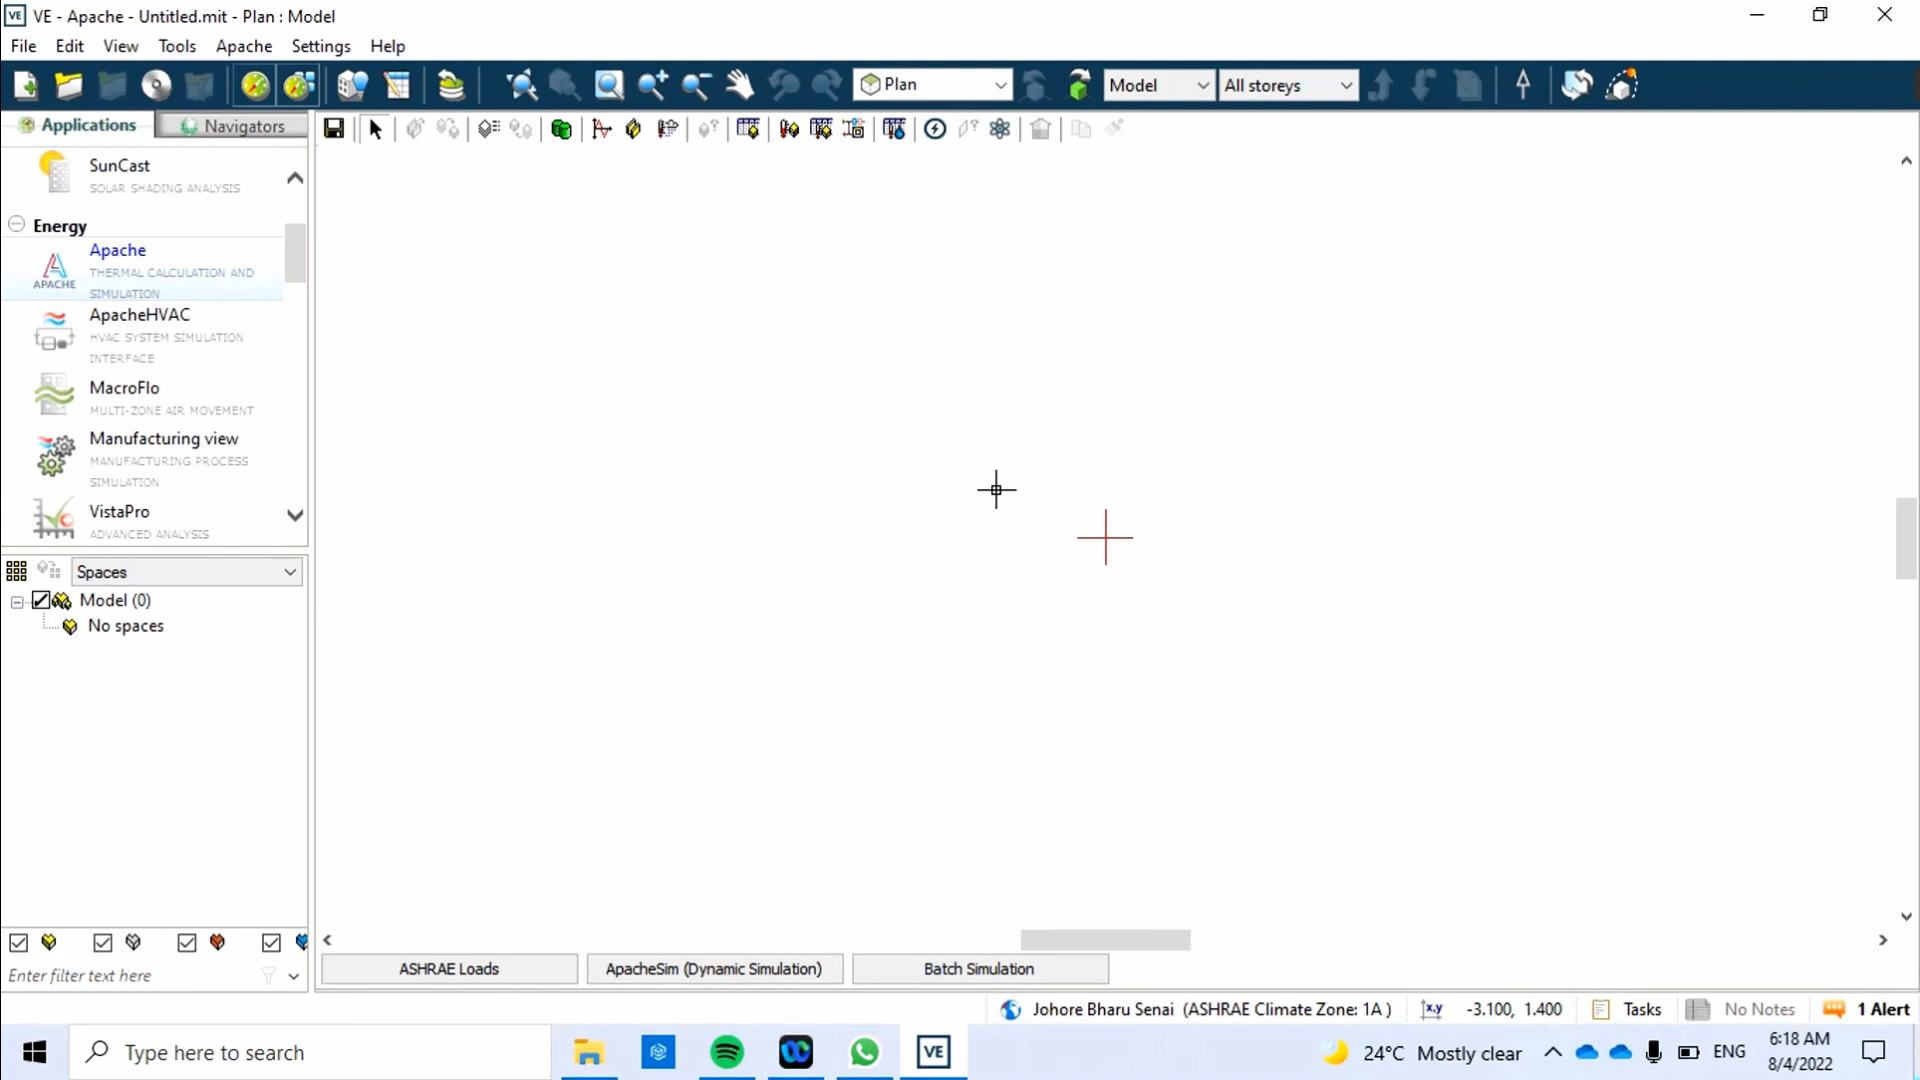 VE - Apache - Untitled.mit - Plan : Model
File Edit View Tools Apache Settings Help
Plan Model All storeys
Applications Navigators
SunCast
SOLAR SHADING ANALYSIS
Energy
Apache
THERMAL CALCULATION AND
SIMULATION
APACHE
ApacheHVAC
HVAC SYSTEM SIMULATION
INTERFACE
MacroFlo
MULTI-ZONE AIR MOVEMENT
Manufacturing view
MANUFACTURING PROCESS
SIMULATION
VistaPro
ADVANCED ANALYSIS
Spaces
Model (0)
No spaces
Enter filter text here
ASHRAE Loads ApacheSim (Dynamic Simulation) Batch Simulation
Johore Bharu Senai (ASHRAE Climate Zone: 1A ) x,y -3.100, 1.400 Tasks No Notes 1 Alert
Type here to search VE 24°C Mostly clear ENG 6:18 AM
8/4/2022